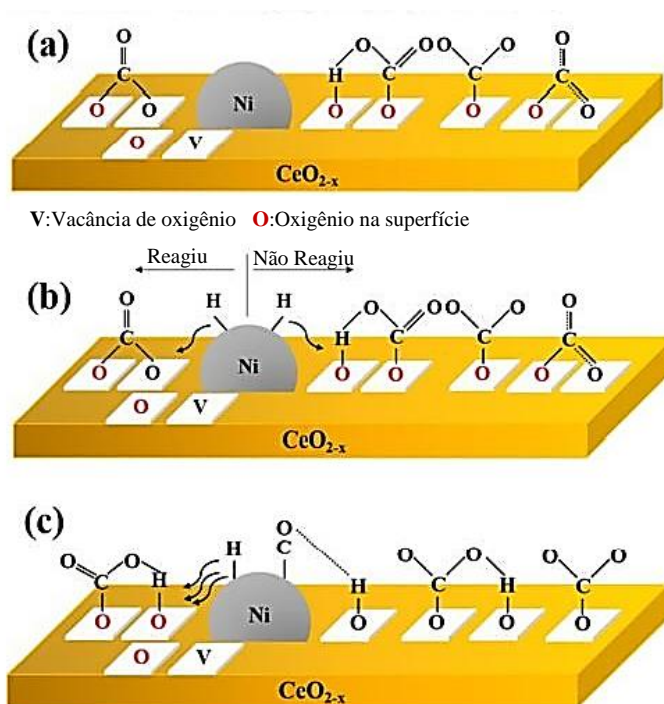 (a)
O
C
O O
Ni
O V
O O
H C
O O
O O
C
O
O
C
O O
CeO2-x
V:Vacância de oxigênio O:Oxigênio na superfície
Reagiu Não Reagiu
(b)
H H
O
C
O O
Ni
O V
O O
H C
O O
O O
C
O
O
C
O O
CeO2-x
(c)
O O
C H
O O
H
O
C
Ni
O V
H
O
O O
C H
O O
O O
C
O
CeO2-x